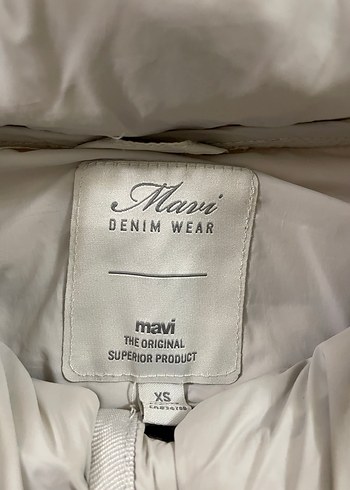 Mavi
DENIM WEAR
mavi
THE ORIGINAL
SUPERIOR PRODUCT
XS